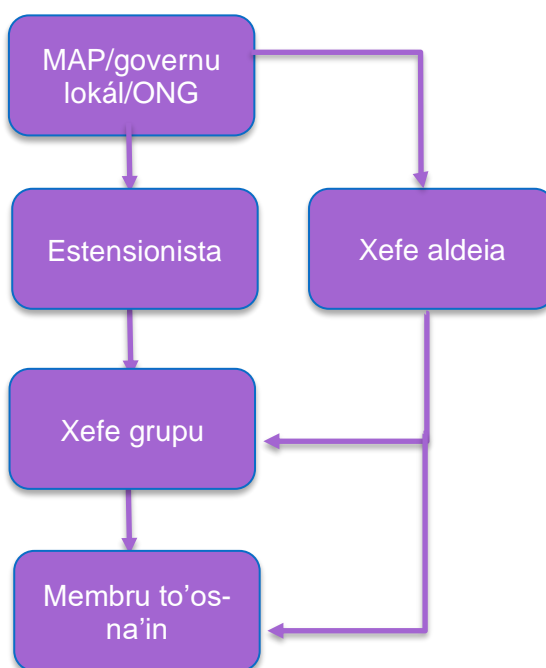 MAP/governu
lokál/ONG
Estensionista
Xefe aldeia
Xefe grupu
Membru to’os-
na’in